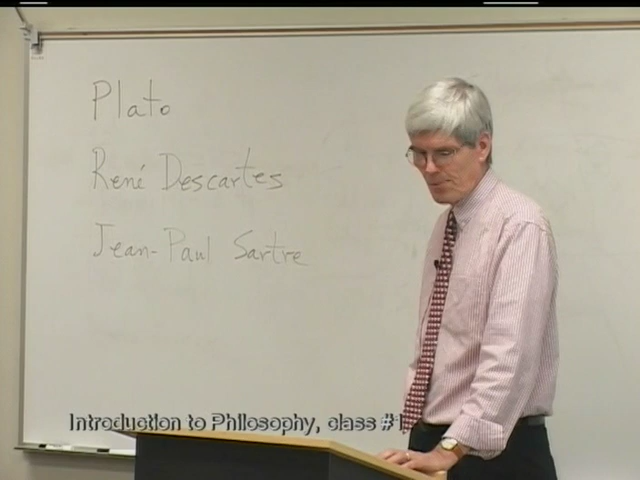 Plato
René Descartes
Jean-Paul Sartre
Introduction to Philosophy, class #1